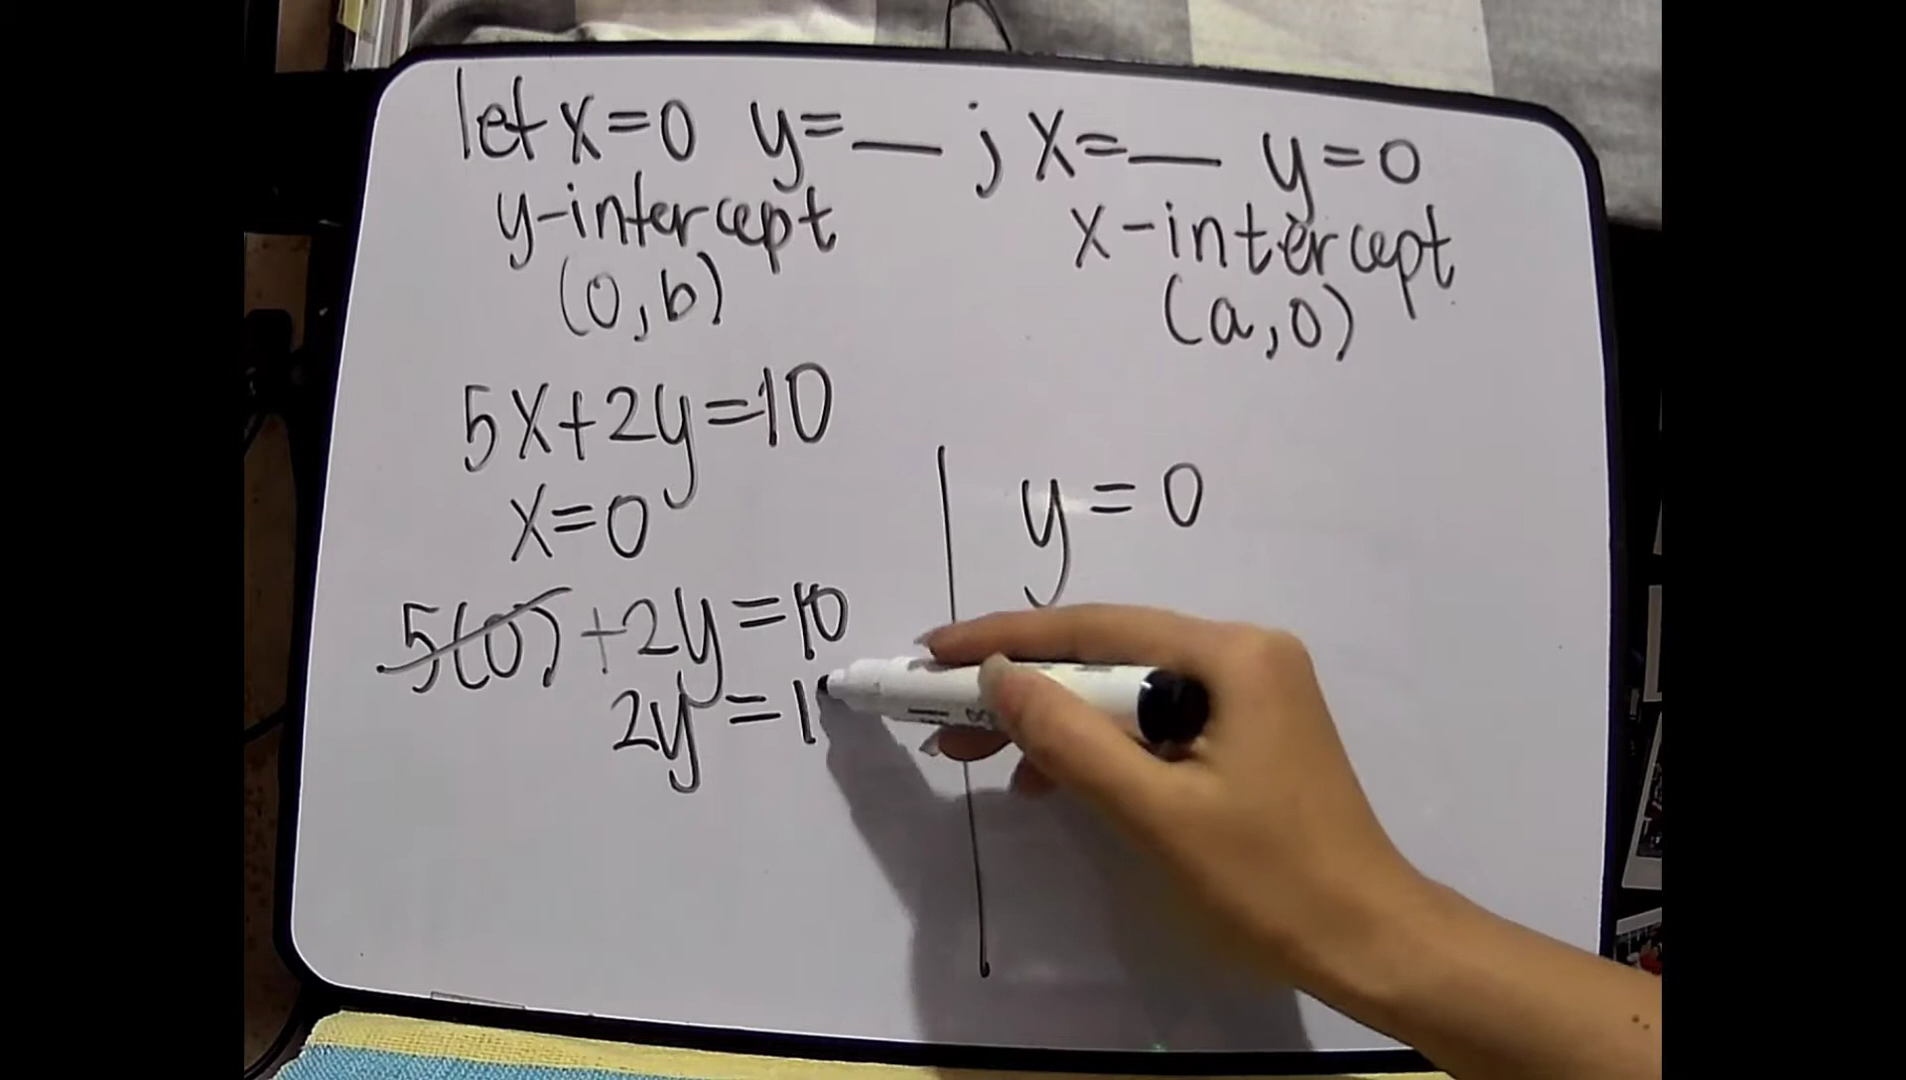 let x=0 y=__ ; x=__ y=0
y-intercept
(0,b)
x-intercept
(a,0)
5x+2y=10
x=0
5(0)+2y=10
2y=1
y=0